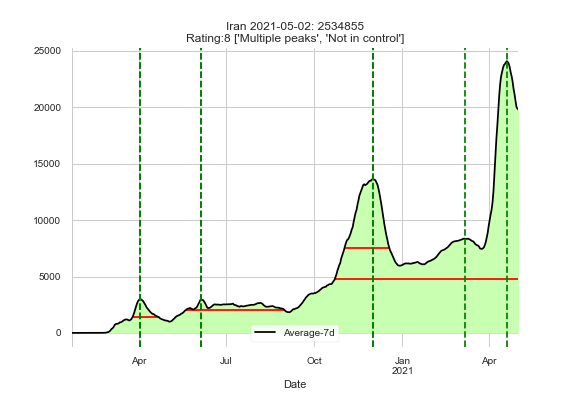 Iran 2021-05-02: 2534855
Rating:8 ['Multiple peaks', 'Not in control']
25000
20000
15000
10000
5000
0
Average-7d
Apr Jul Oct Jan Apr
2021
Date